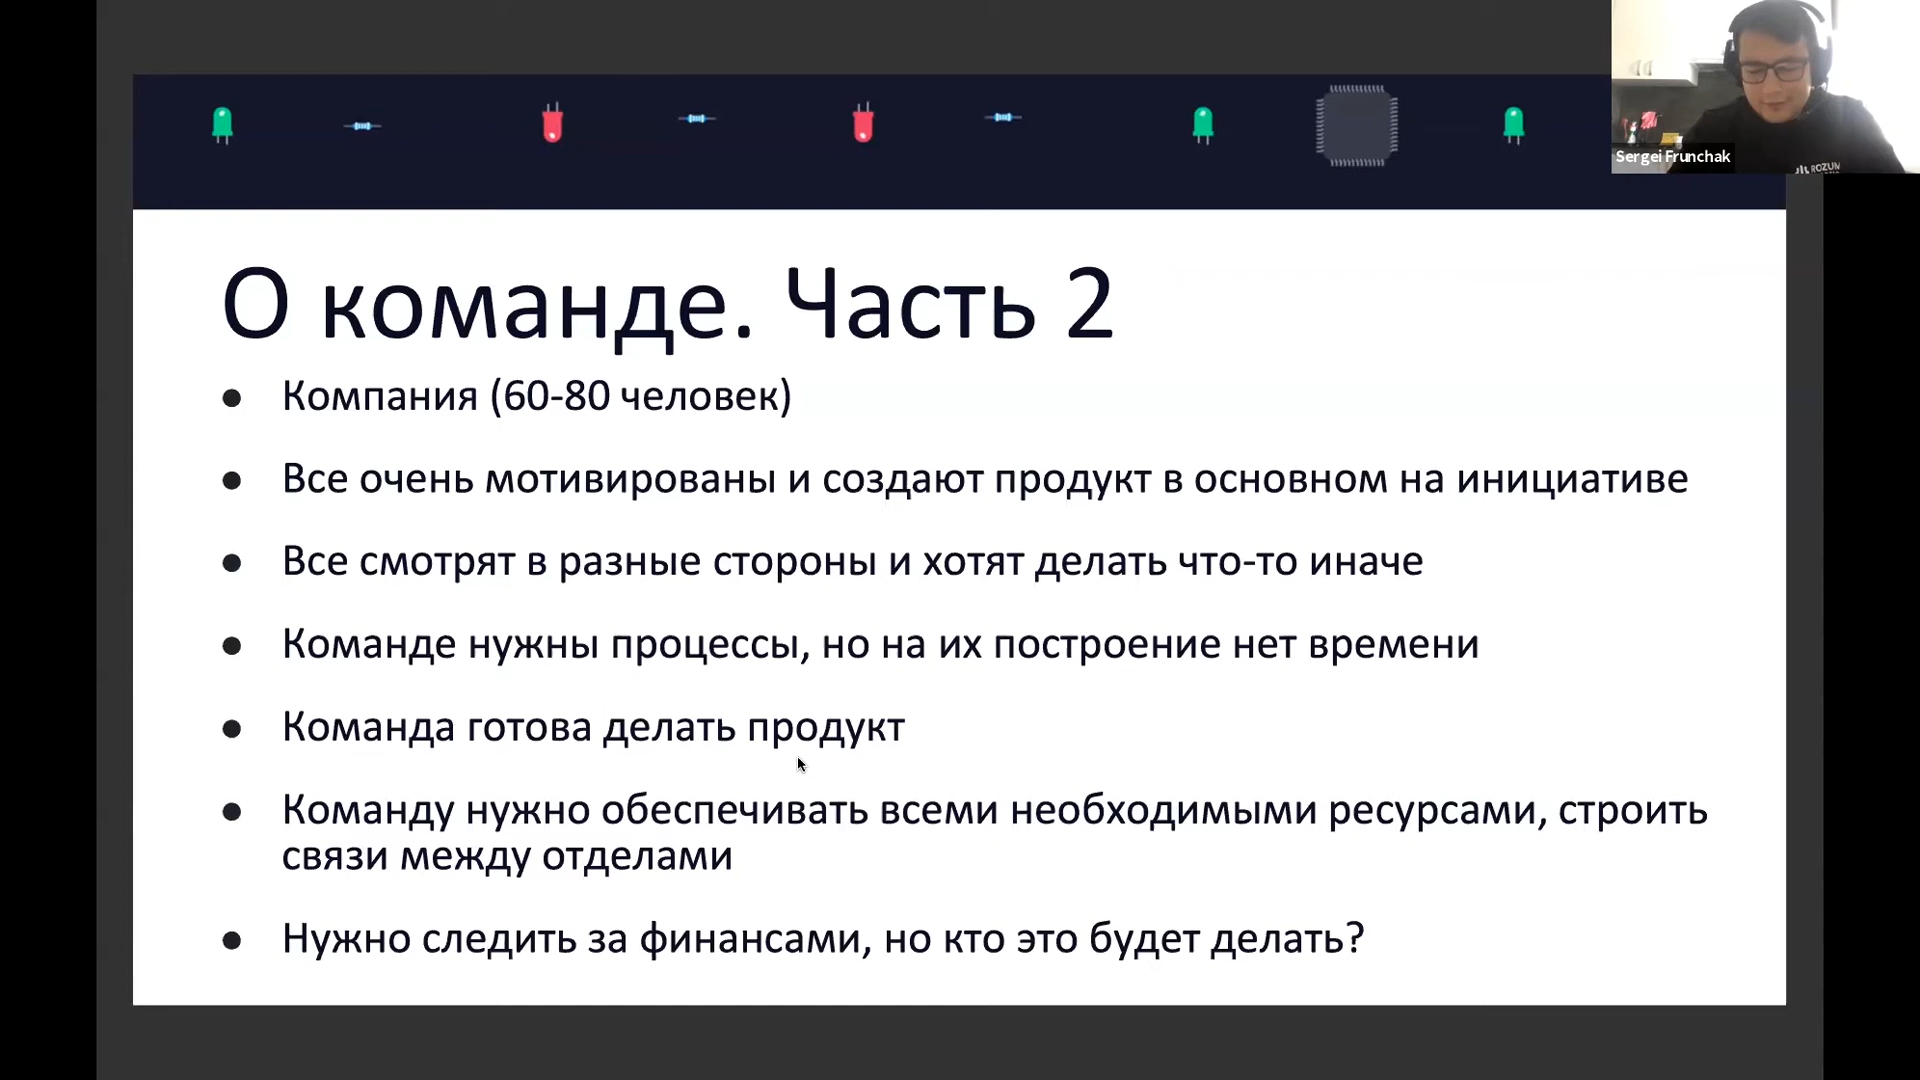 Sergei Frunchak
ROZUM
О команде. Часть 2
● Компания (60-80 человек)
● Все очень мотивированы и создают продукт в основном на инициативе
● Все смотрят в разные стороны и хотят делать что-то иначе
● Команде нужны процессы, но на их построение нет времени
● Команда готова делать продукт
● Команду нужно обеспечивать всеми необходимыми ресурсами, строить
связи между отделами
● Нужно следить за финансами, но кто это будет делать?